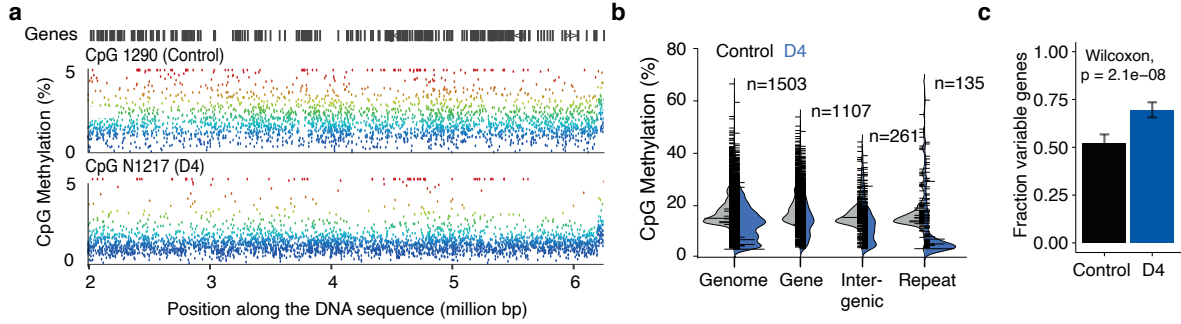 a
Genes
CpG 1290 (Control)
5
0
CpG N1217 (D4)
5
0
CpG Methylation (%)
2 3 4 5 6
Position along the DNA sequence (million bp)
b
Control D4
80
60
40
20
0
CpG Methylation (%)
n=1503
n=1107
n=261
n=135
Genome Gene Inter- Repeat
genic
c
Wilcoxon,
p = 2.1e−08
1.00
0.75
0.50
0.25
0.00
Fraction variable genes
Control D4